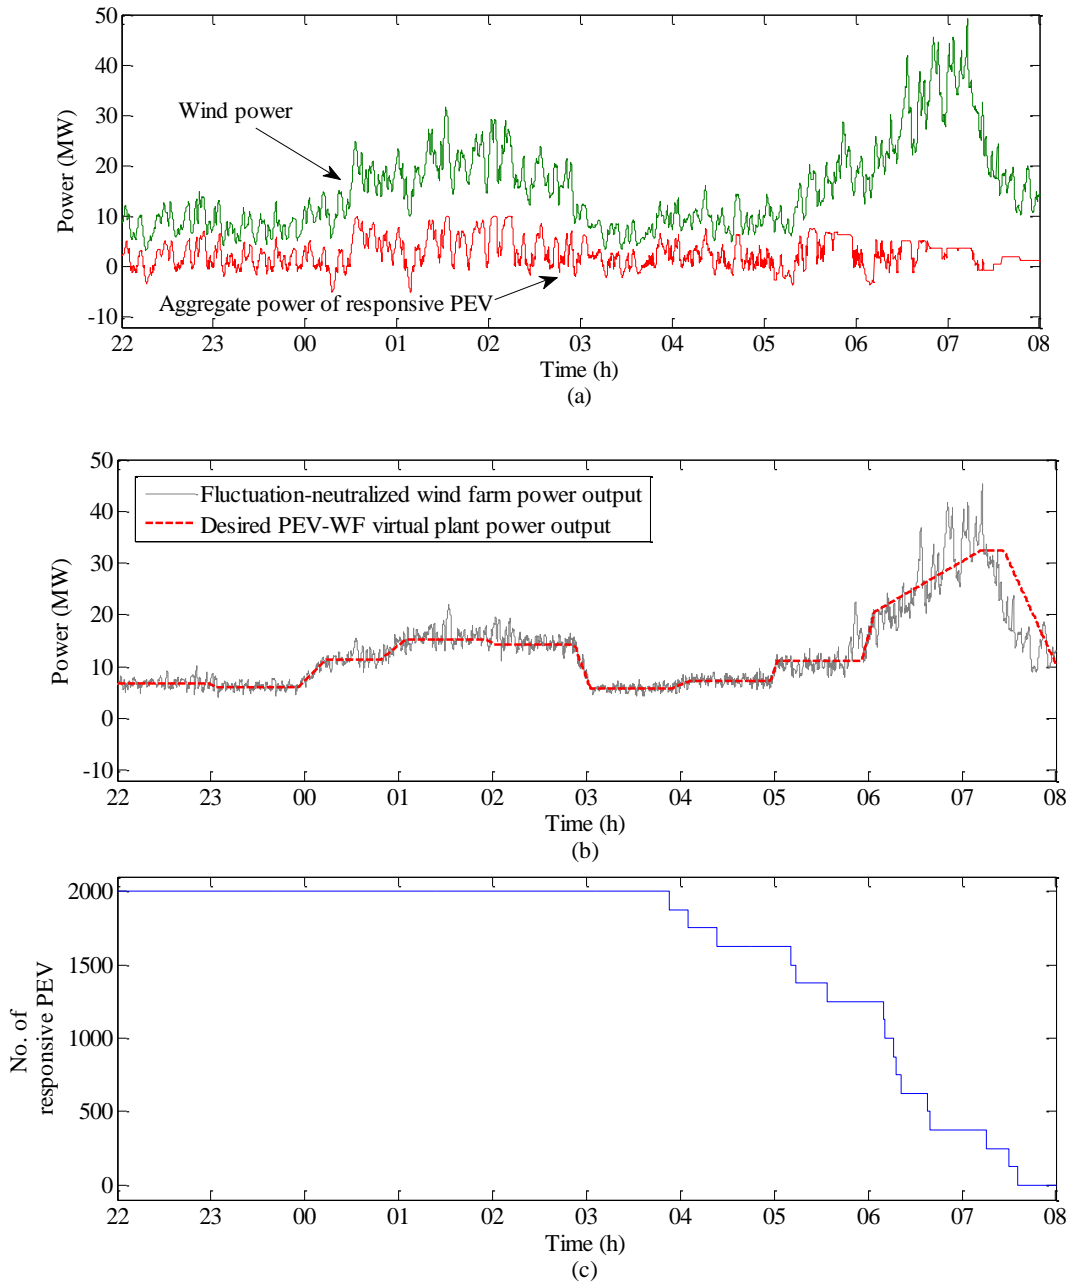 50
40
30
20
10
0
-10
Power (MW)
Wind power
Aggregate power of responsive PEV
22 23 00 01 02 03 04 05 06 07 08
Time (h)
(a)
50
40
30
20
10
0
-10
Power (MW)
Fluctuation-neutralized wind farm power output
Desired PEV-WF virtual plant power output
22 23 00 01 02 03 04 05 06 07 08
Time (h)
(b)
2000
1500
1000
500
0
No. of
responsive PEV
22 23 00 01 02 03 04 05 06 07 08
Time (h)
(c)